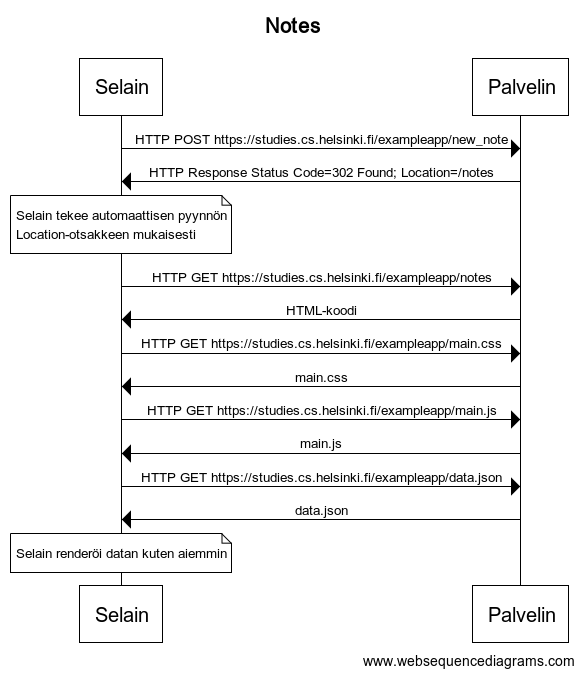 Notes
Selain
Palvelin
HTTP POST https://studies.cs.helsinki.fi/exampleapp/new_note
HTTP Response Status Code=302 Found; Location=/notes
Selain tekee automaattisen pyynnön
Location-otsakkeen mukaisesti
HTTP GET https://studies.cs.helsinki.fi/exampleapp/notes
HTML-koodi
HTTP GET https://studies.cs.helsinki.fi/exampleapp/main.css
main.css
HTTP GET https://studies.cs.helsinki.fi/exampleapp/main.js
main.js
HTTP GET https://studies.cs.helsinki.fi/exampleapp/data.json
data.json
Selain renderöi datan kuten aiemmin
Selain
Palvelin
www.websequencediagrams.com